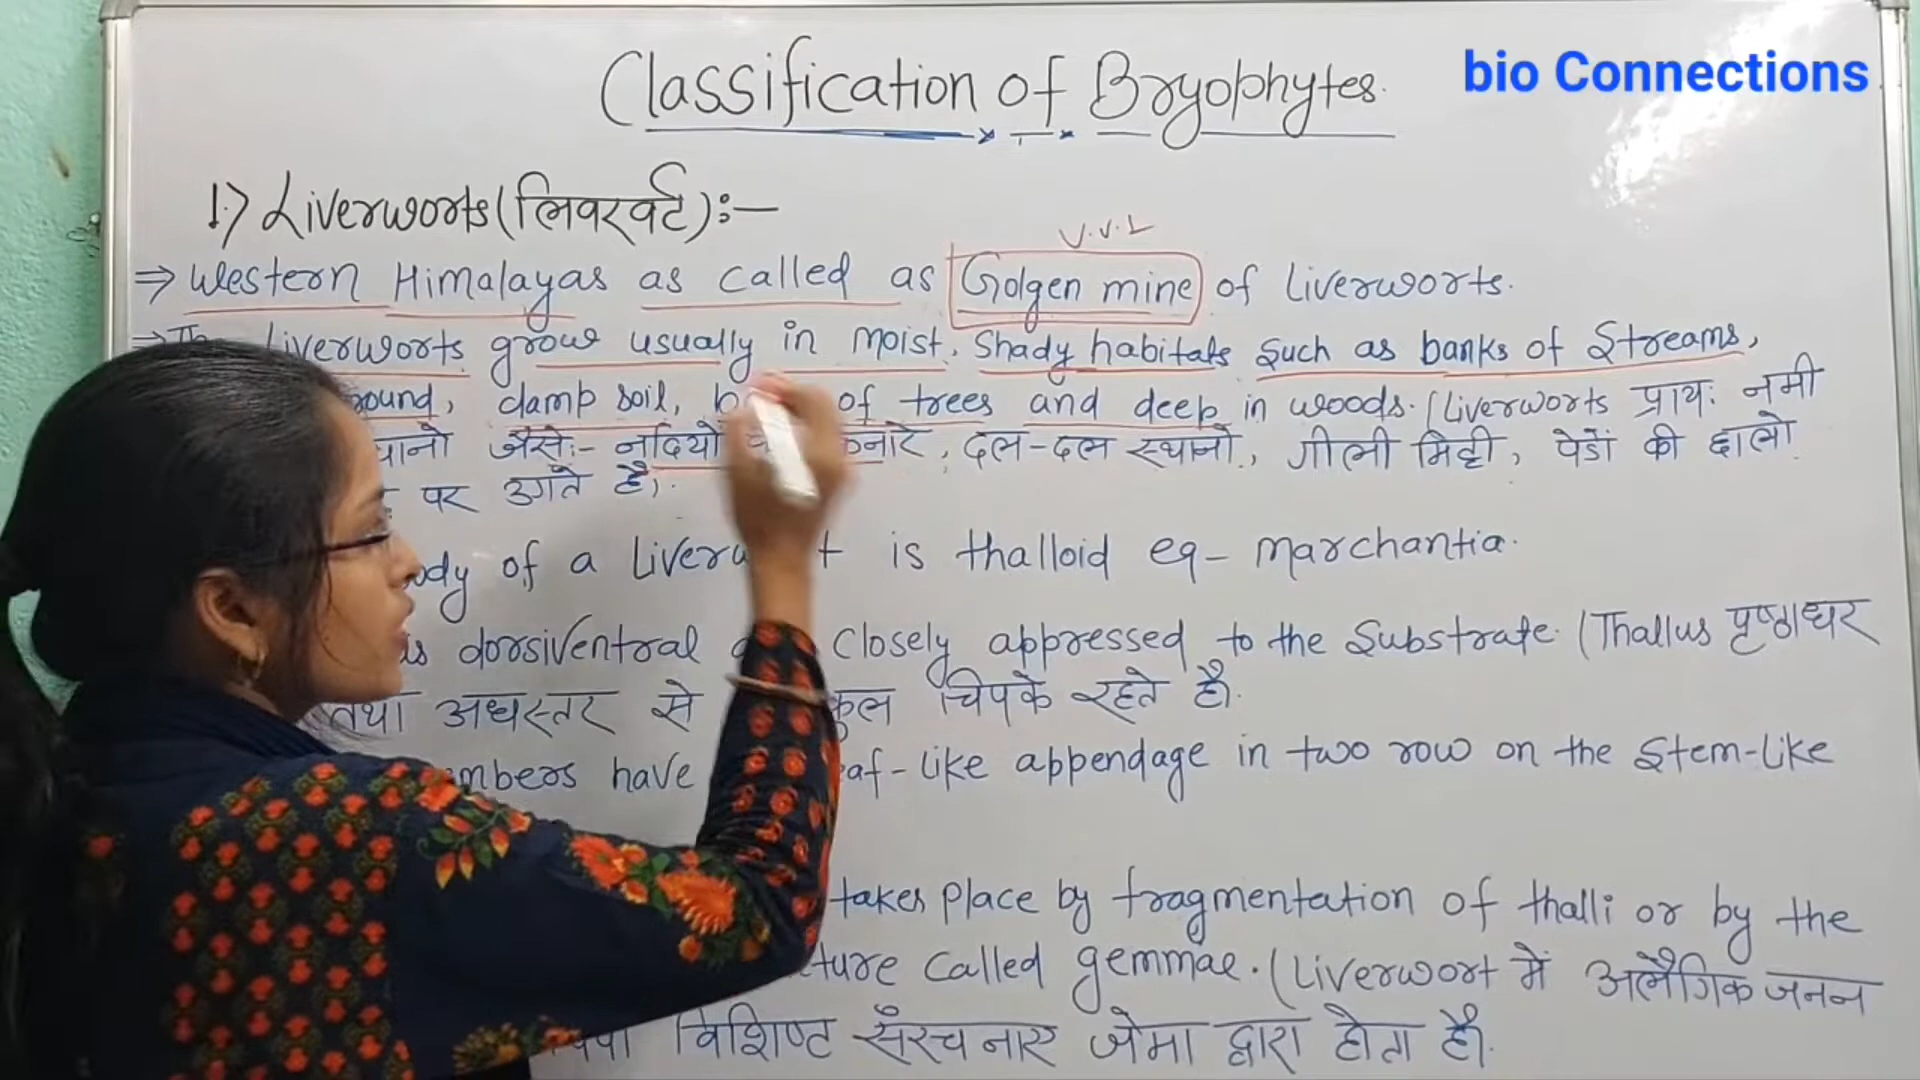 Classification of Bryophytes.
bio Connections
1.) Liverworts (लिवरवर्ट):-
V.V.I
⇒ Western Himalayas as called as Golgen mine of Liverworts.
⇒ Liverworts grow usually in moist, Shady habitats Such as banks of Streams,
damp soil, of trees and deep in woods. (Liverworts प्रायः नमी
जैसेः- नदियों, दल-दल स्थानो, गीली मिट्टी, पेडों की छालो
पर उगते है).
of a is thalloid eg- Marchantia.
is dorsiventral closely appressed to the Substrate. (Thallus पृष्ठाधर
तथा अधस्तर से चिपके रहते है.
have like appendage in two row on the Stem-like
takes place by fragmentation of thalli or by the
called gemmae. (Liverwort में अलैंगिक जनन
विशिष्ट संरचनाए जेमा द्वारा होता है.